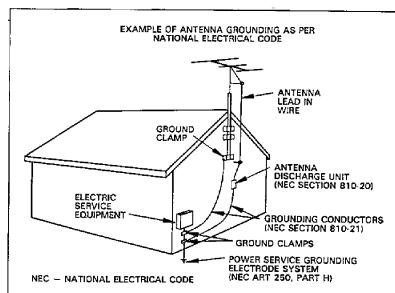 EXAMPLE OF ANTENNA GROUNDING AS PER
NATIONAL ELECTRICAL CODE
ANTENNA
LEAD IN
WIRE
GROUND
CLAMP
ANTENNA
DISCHARGE UNIT
(NEC SECTION 810-20)
ELECTRIC
SERVICE
EQUIPMENT
GROUNDING CONDUCTORS
(NEC SECTION 810-21)
GROUND CLAMPS
POWER SERVICE GROUNDING
ELECTRODE SYSTEM
(NEC ART 250, PART H)
NEC – NATIONAL ELECTRICAL CODE